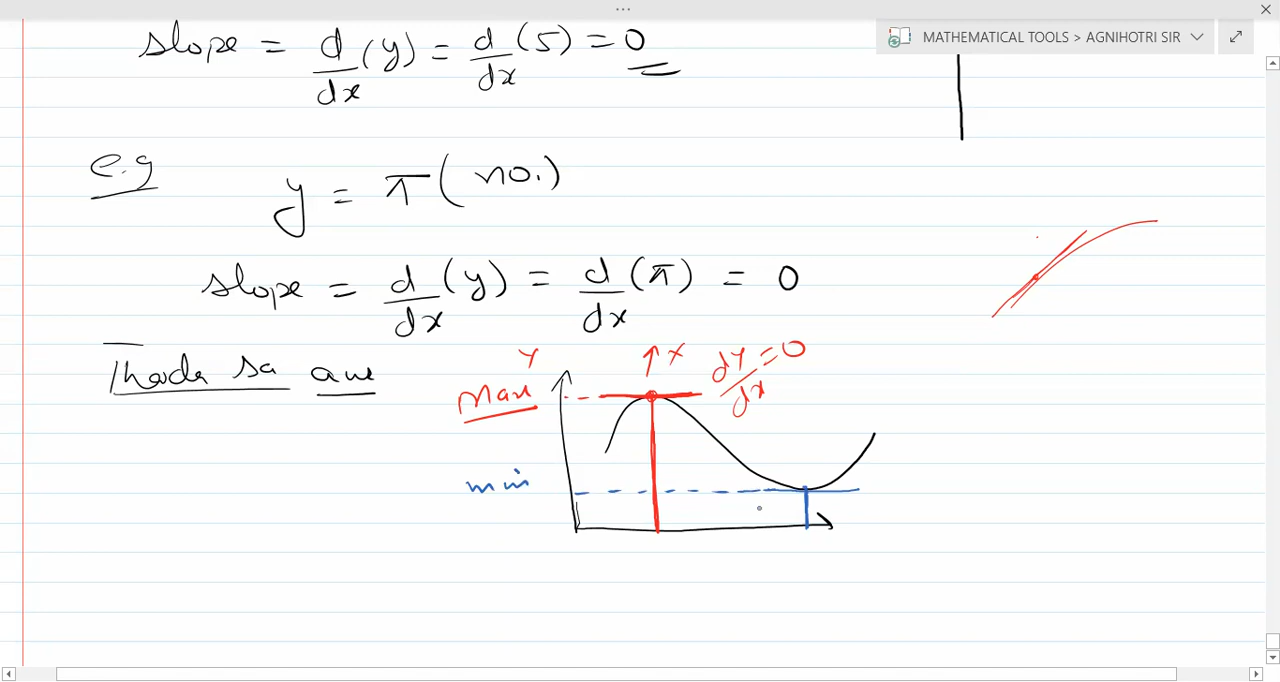 MATHEMATICAL TOOLS > AGNIHOTRI SIR
slope = d/dx (y) = d/dx (5) = 0
e.g
y = π ( no. )
slope = d/dx (y) = d/dx (π) = 0
Thoda sa aur
Y
X
dy/dx = 0
Max
min